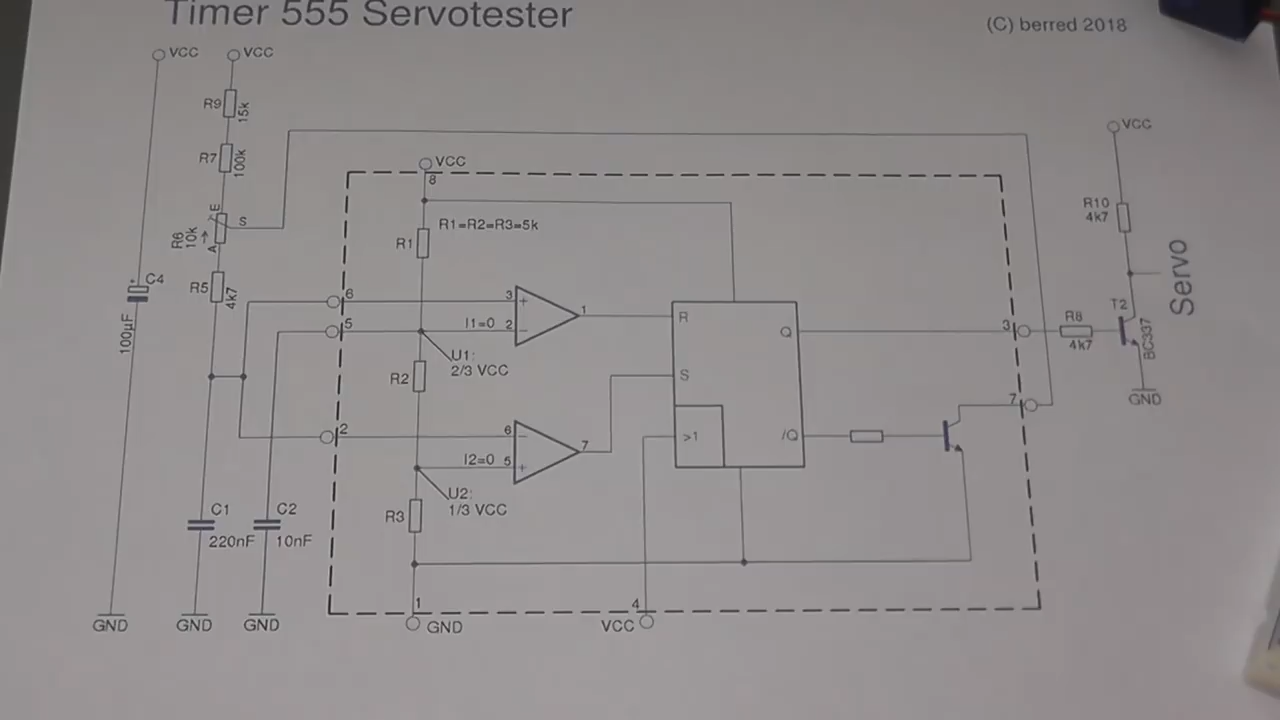 Timer 555 Servotester
(C) berred 2018
VCC
VCC
R9
15k
R7
100k
E
S
R6
10k
A
R5
4k7
C4
100µF
C1
220nF
C2
10nF
GND
GND
GND
VCC
8
R1=R2=R3=5k
R1
6
5
3
+
1
I1=0
2
−
U1:
2/3 VCC
R2
2
6
−
7
I2=0
5
+
U2:
1/3 VCC
R3
1
GND
R
Q
S
>1
/Q
4
VCC
3
7
VCC
R10
4k7
R8
4k7
T2
BC337
GND
Servo